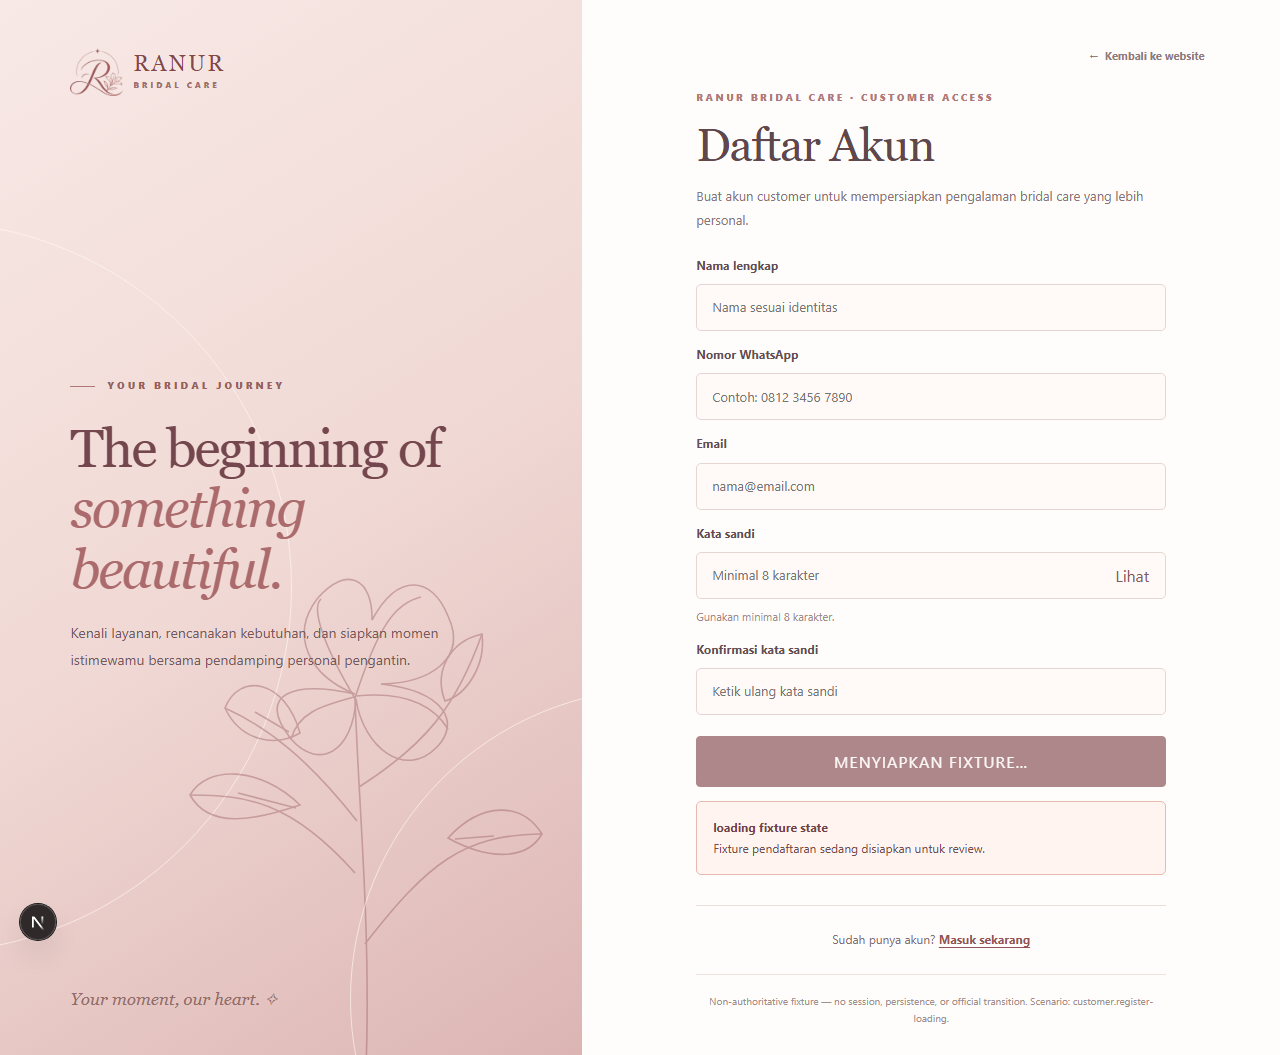 RANUR
BRIDAL CARE
YOUR BRIDAL JOURNEY
The beginning of
something
beautiful.
Kenali layanan, rencanakan kebutuhan, dan siapkan momen
istimewamu bersama pendamping personal pengantin.
Your moment, our heart. ✧
← Kembali ke website
RANUR BRIDAL CARE • CUSTOMER ACCESS
Daftar Akun
Buat akun customer untuk mempersiapkan pengalaman bridal care yang lebih
personal.
Nama lengkap
Nama sesuai identitas
Nomor WhatsApp
Contoh: 0812 3456 7890
Email
nama@email.com
Kata sandi
Minimal 8 karakter
Lihat
Gunakan minimal 8 karakter.
Konfirmasi kata sandi
Ketik ulang kata sandi
MENYIAPKAN FIXTURE...
loading fixture state
Fixture pendaftaran sedang disiapkan untuk review.
Sudah punya akun? Masuk sekarang
Non-authoritative fixture — no session, persistence, or official transition. Scenario: customer.register-
loading.